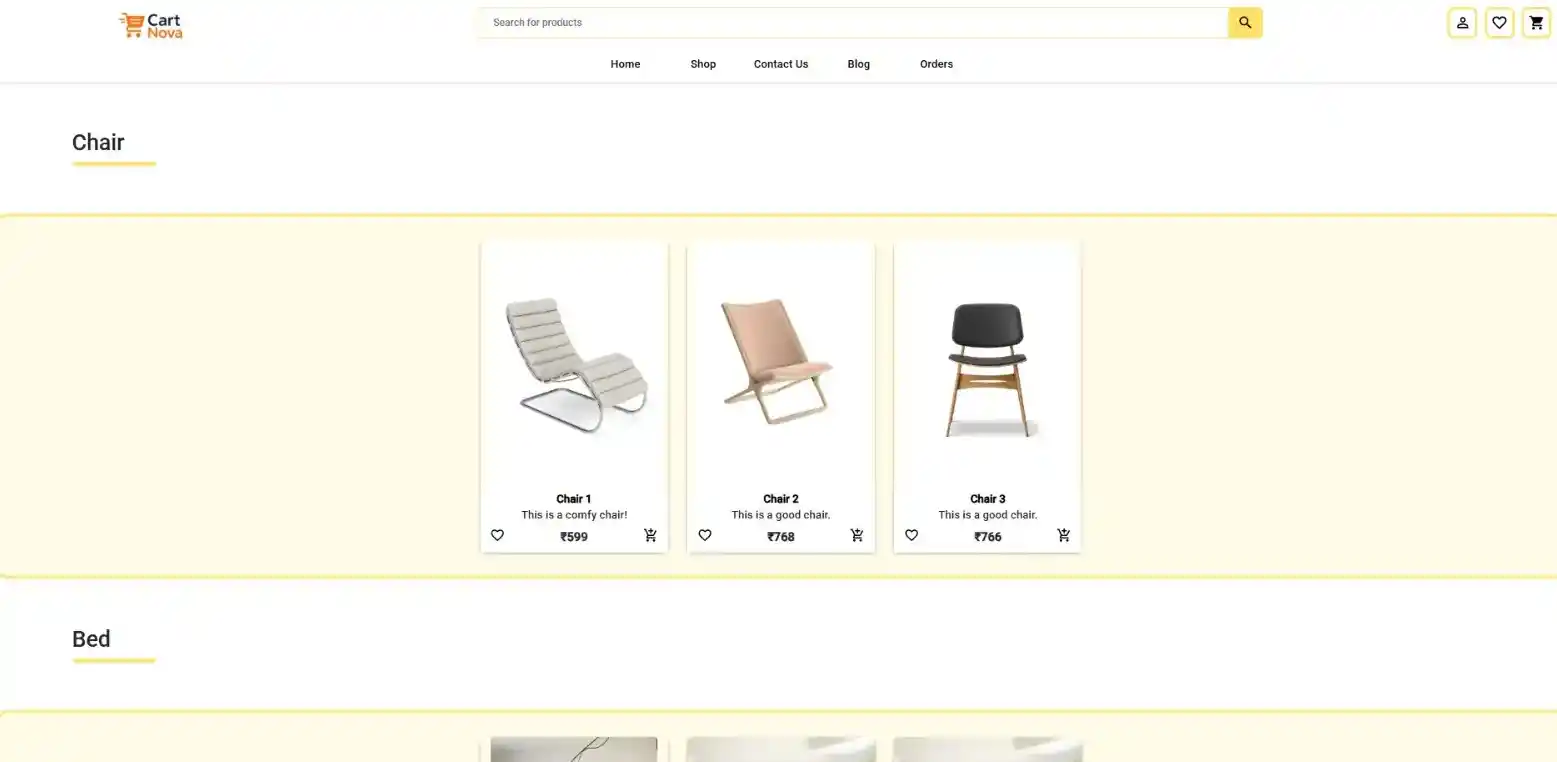 Cart
Nova
Search for products
Home Shop Contact Us Blog Orders
Chair
Chair 1
This is a comfy chair!
₹599
Chair 2
This is a good chair.
₹768
Chair 3
This is a good chair.
₹766
Bed